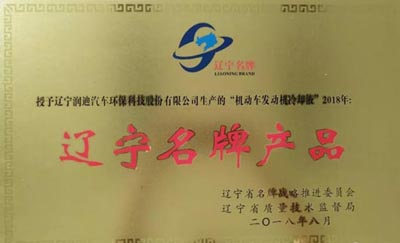 辽宁名牌
LIAONING BRAND
授予辽宁润迪汽车环保科技股份有限公司生产的“机动车发动机冷却液”2018年:
辽宁名牌产品
辽宁省名牌战略推进委员会
辽宁省质量技术监督局
二〇一八年八月